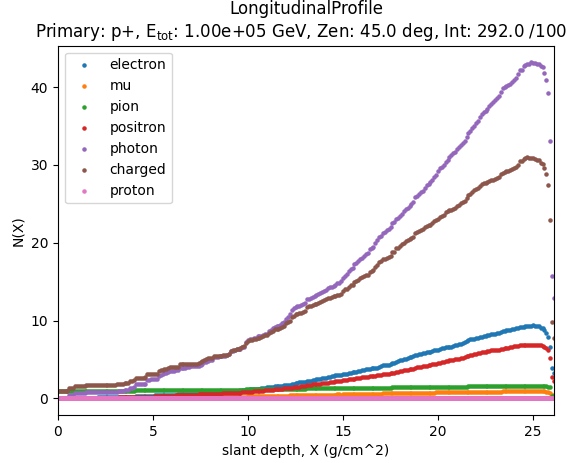 LongitudinalProfile
Primary: p+, E_tot: 1.00e+05 GeV, Zen: 45.0 deg, Int: 292.0 /100
electron
mu
pion
positron
photon
charged
proton
N(X)
40
30
20
10
0
0 5 10 15 20 25
slant depth, X (g/cm^2)